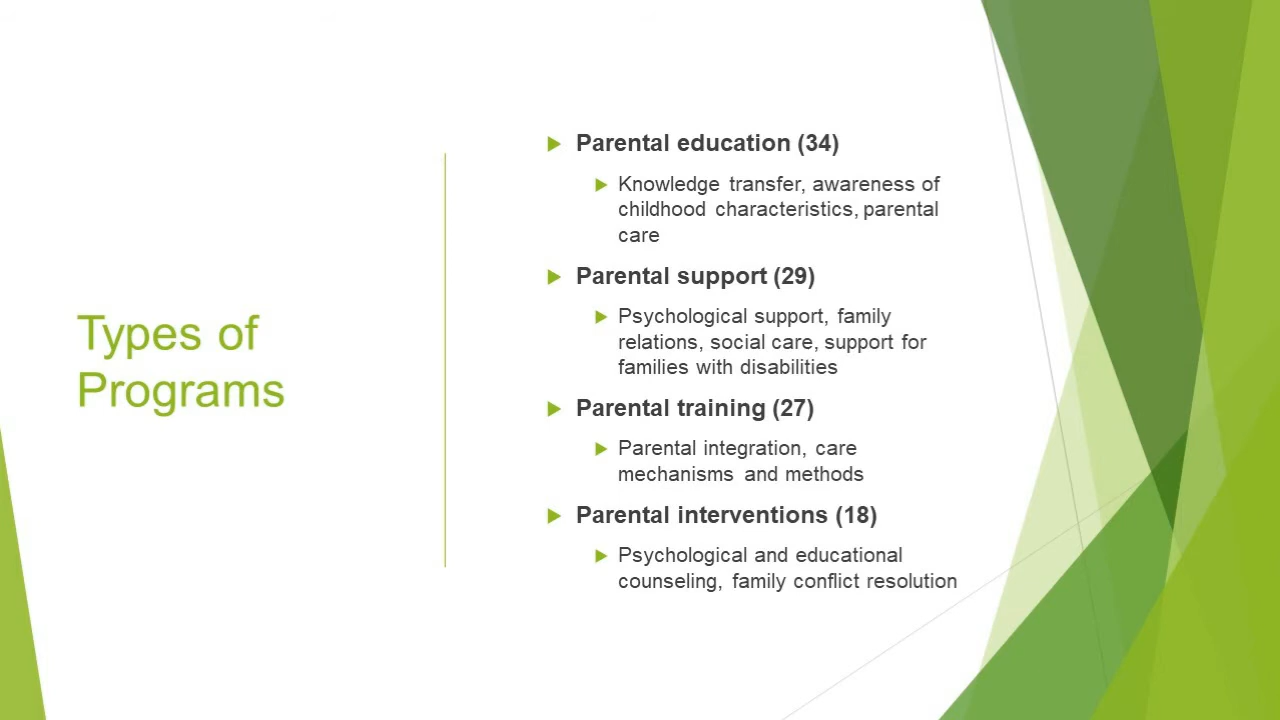 Types of
Programs
Parental education (34)
Knowledge transfer, awareness of
childhood characteristics, parental
care
Parental support (29)
Psychological support, family
relations, social care, support for
families with disabilities
Parental training (27)
Parental integration, care
mechanisms and methods
Parental interventions (18)
Psychological and educational
counseling, family conflict resolution